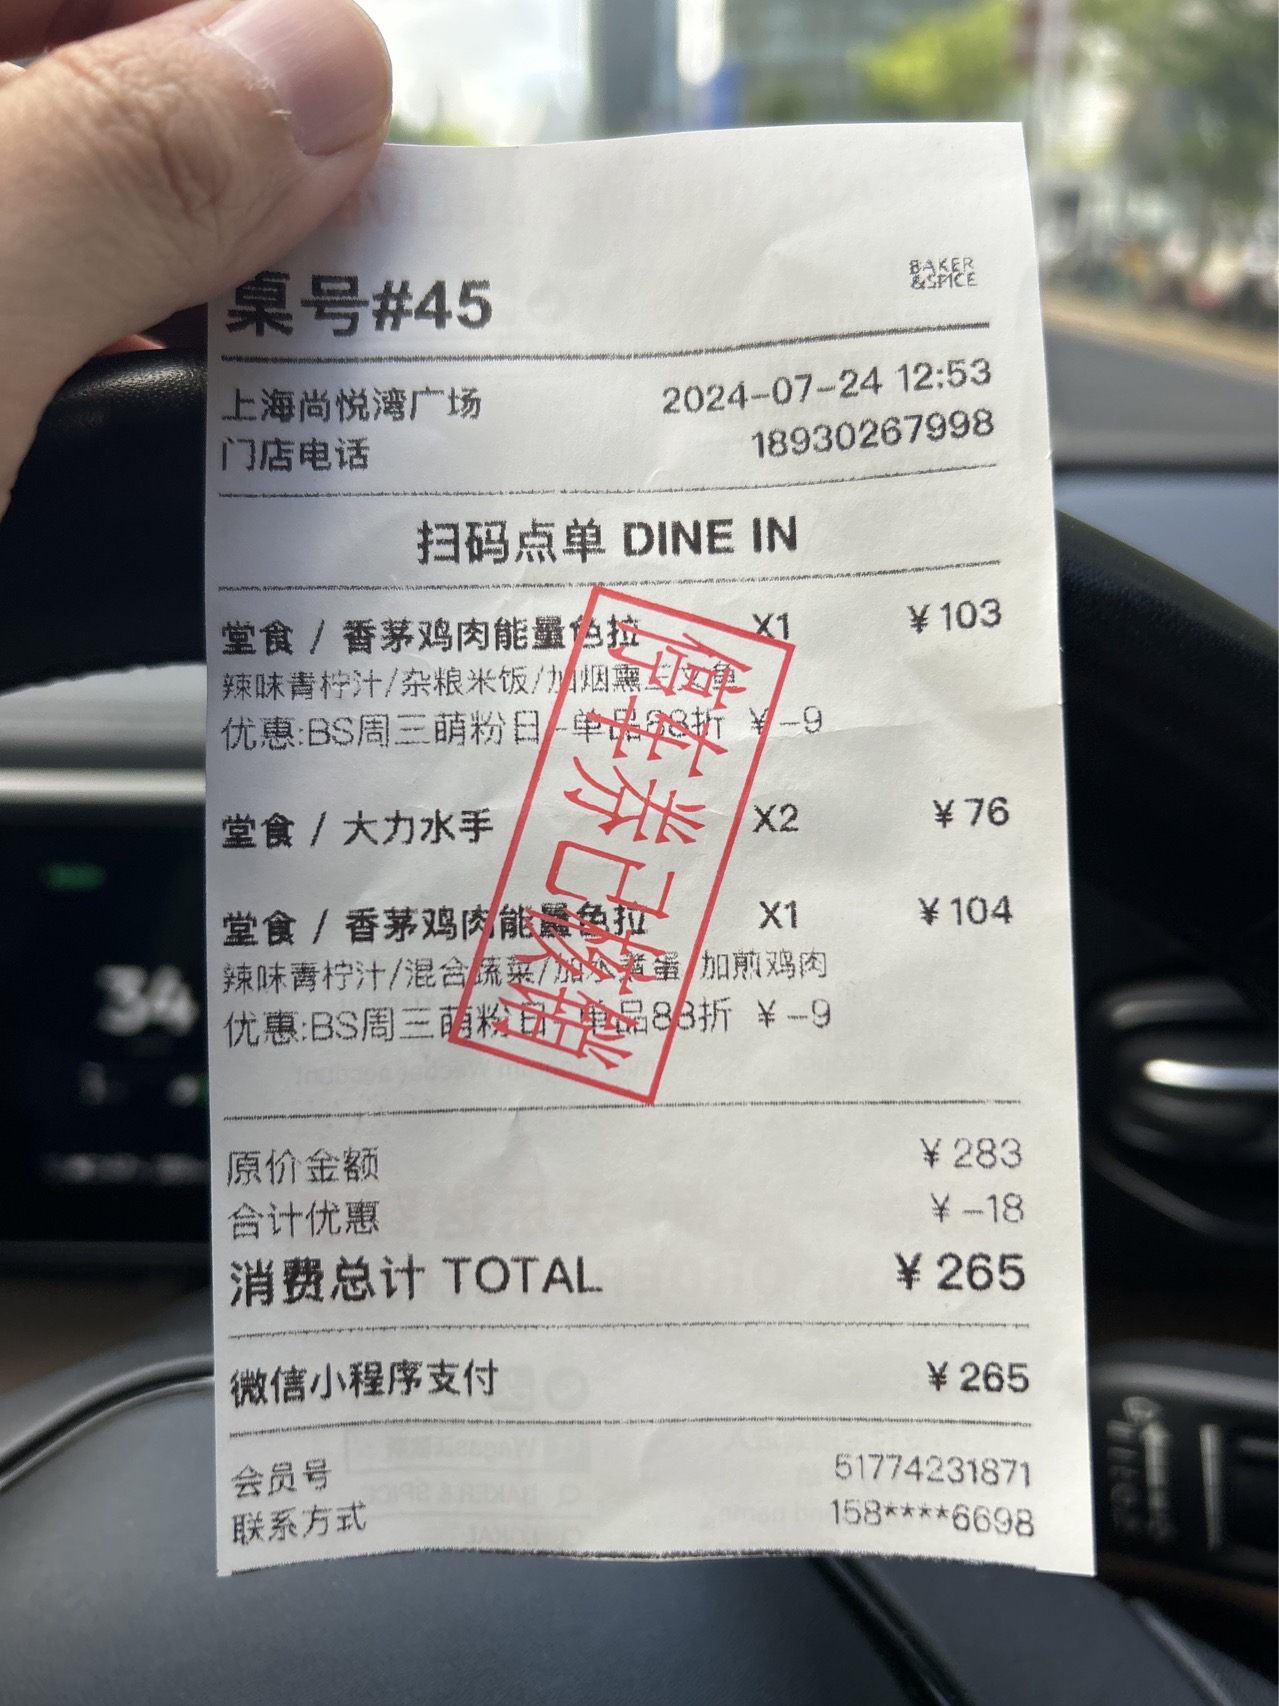 桌号#45
BAKER
&SPICE
上海尚悦湾广场 2024-07-24 12:53
门店电话 18930267998
扫码点单 DINE IN
堂食 / 香茅鸡肉能量色拉 X1 ¥103
辣味青柠汁/杂粮米饭/加烟熏三文鱼
优惠:BS周三萌粉日-单品88折 ¥-9
堂食 / 大力水手 X2 ¥76
堂食 / 香茅鸡肉能量色拉 X1 ¥104
辣味青柠汁/混合蔬菜/加水煮蛋 加煎鸡肉
优惠:BS周三萌粉日-单品88折 ¥-9
停车券已核销
原价金额 ¥283
合计优惠 ¥-18
消费总计 TOTAL ¥265
微信小程序支付 ¥265
会员号 51774231871
联系方式 158****6698
34